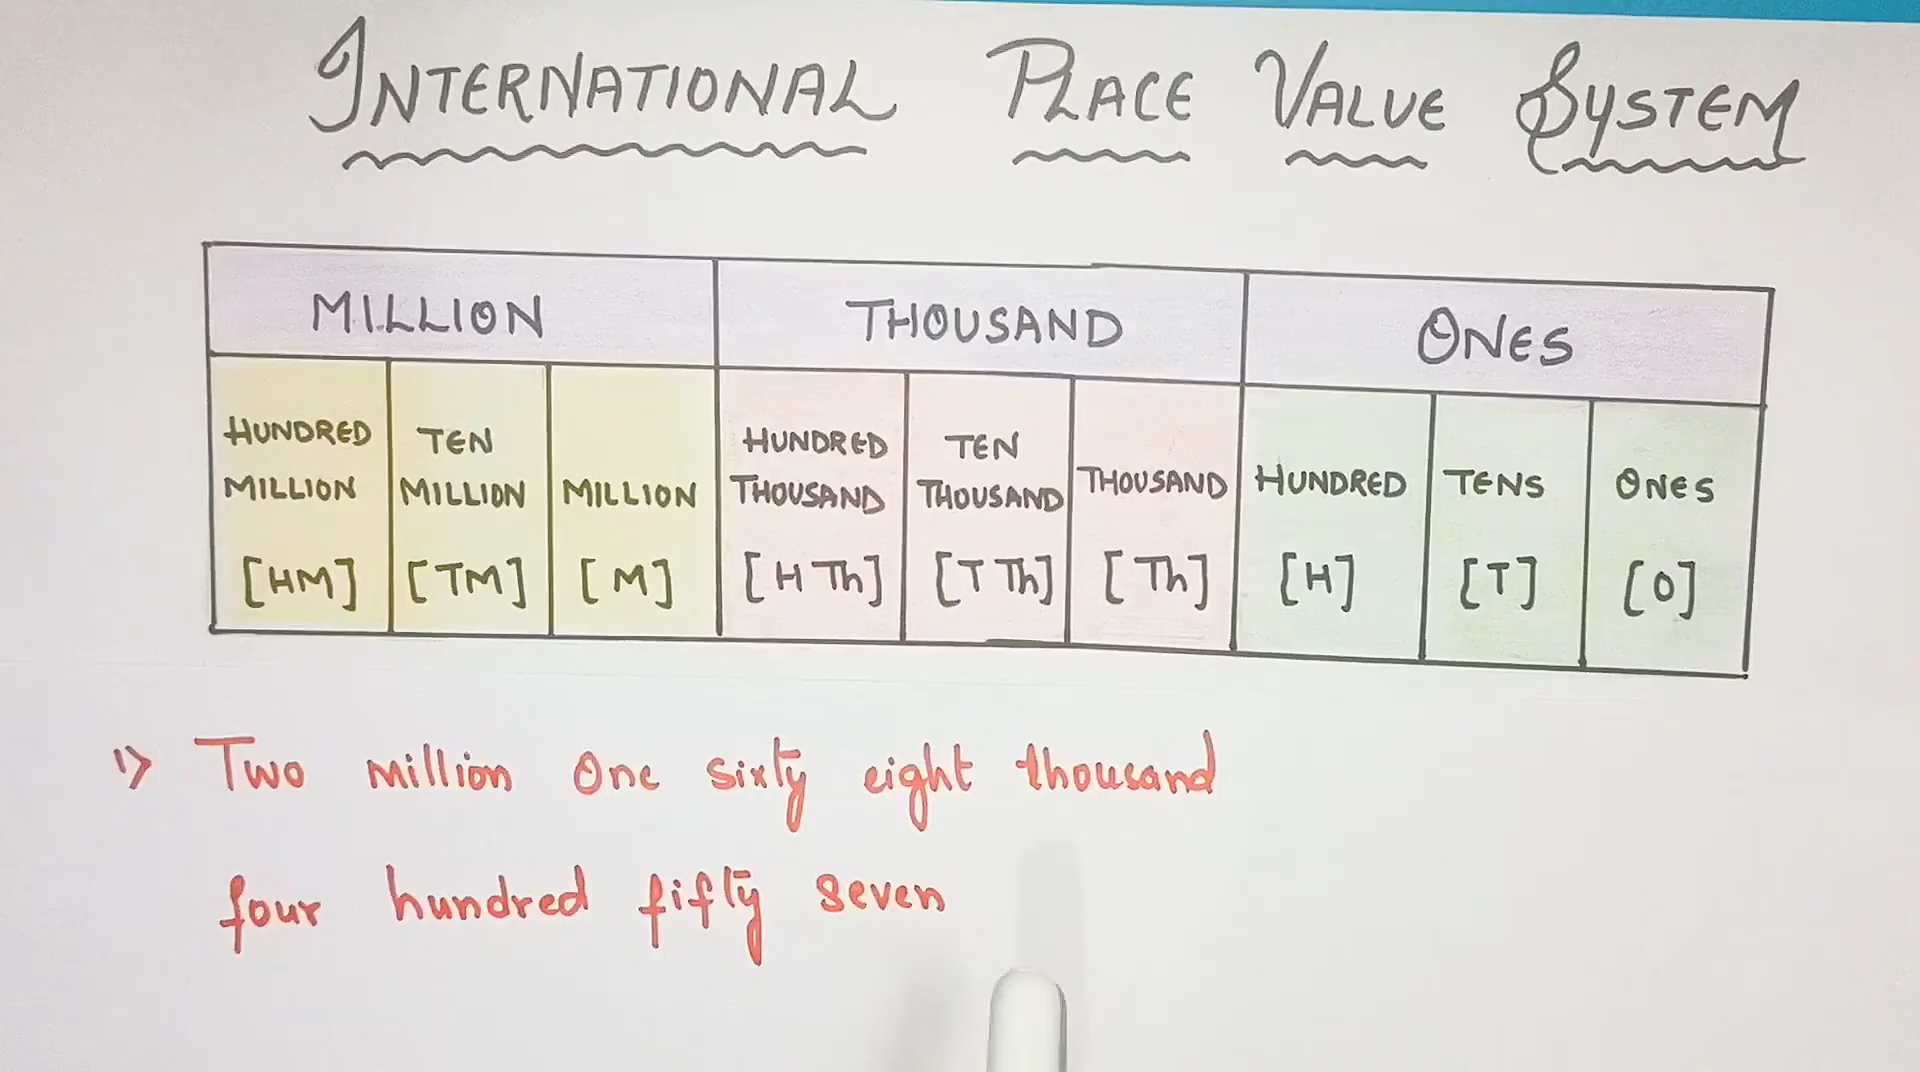 INTERNATIONAL PLACE VALUE SYSTEM
MILLION THOUSAND ONES
HUNDRED MILLION [HM]
TEN MILLION [TM]
MILLION [M]
HUNDRED THOUSAND [H Th]
TEN THOUSAND [T Th]
THOUSAND [Th]
HUNDRED [H]
TENS [T]
ONES [O]
1> Two million One sixty eight thousand
four hundred fifty seven